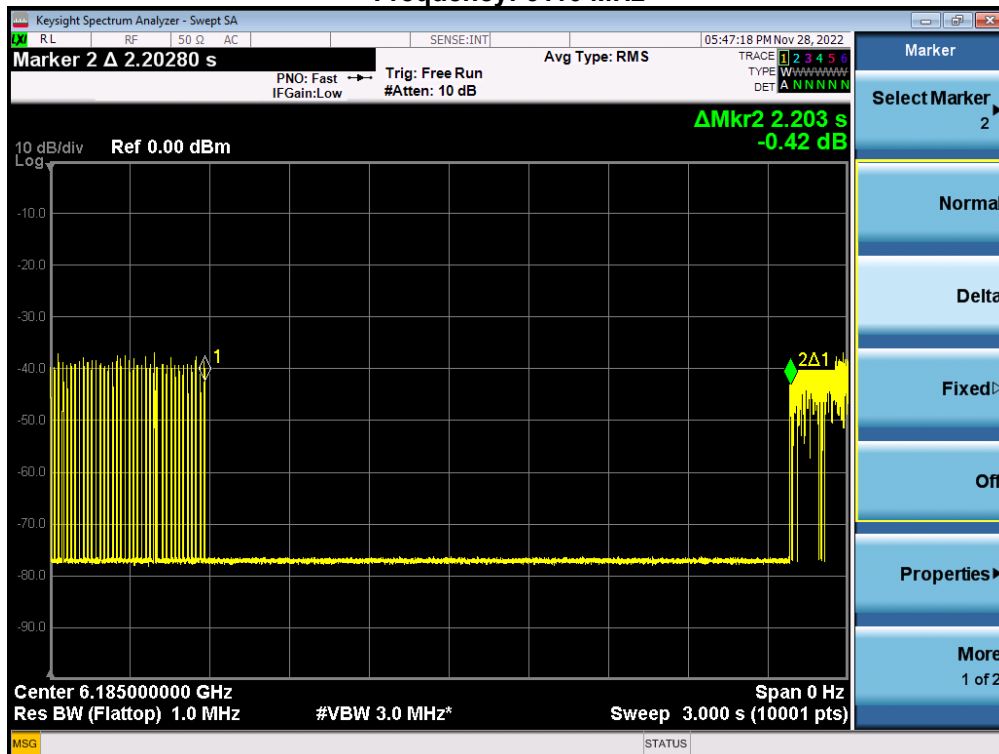 Keysight Spectrum Analyzer - Swept SA
LXI RL RF 50 Ω AC SENSE:INT 05:47:18 PM Nov 28, 2022
Marker 2 Δ 2.20280 s
Avg Type: RMS
PNO: Fast
IFGain:Low
Trig: Free Run
#Atten: 10 dB
TRACE 1 2 3 4 5 6
TYPE WWWWWW
DET A N N N N N
ΔMkr2 2.203 s
-0.42 dB
10 dB/div Ref 0.00 dBm
Log
-10.0
-20.0
-30.0
-40.0
-50.0
-60.0
-70.0
-80.0
-90.0
1
2Δ1
Center 6.185000000 GHz Span 0 Hz
Res BW (Flattop) 1.0 MHz #VBW 3.0 MHz* Sweep 3.000 s (10001 pts)
MSG STATUS
Marker
Select Marker
2
Normal
Delta
Fixed
Off
Properties
More
1 of 2